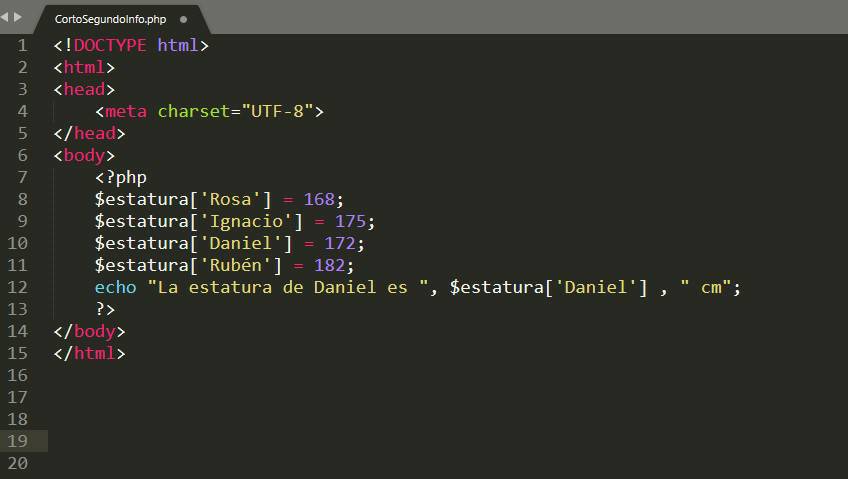 CortoSegundoInfo.php
1 <!DOCTYPE html>
2 <html>
3 <head>
4     <meta charset="UTF-8">
5 </head>
6 <body>
7     <?php
8     $estatura['Rosa'] = 168;
9     $estatura['Ignacio'] = 175;
10     $estatura['Daniel'] = 172;
11     $estatura['Rubén'] = 182;
12     echo "La estatura de Daniel es ", $estatura['Daniel'] , " cm";
13     ?>
14 </body>
15 </html>
16
17
18
19
20